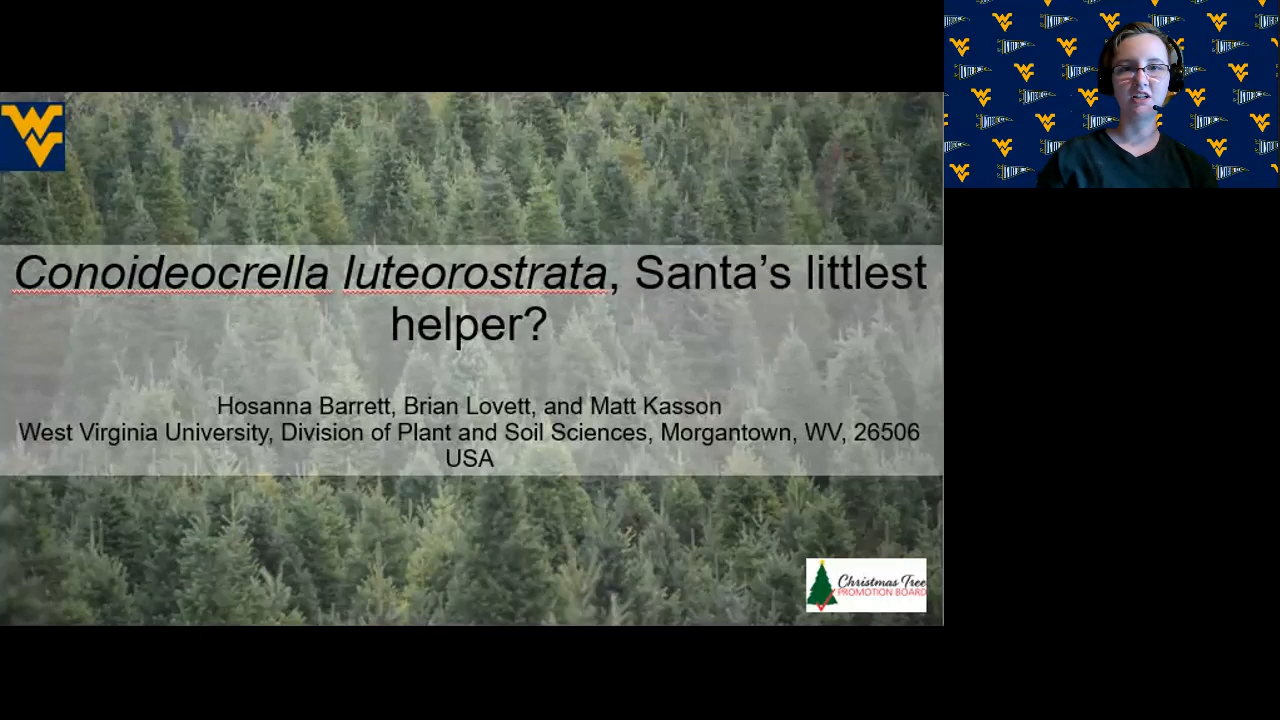 WV
Conoideocrella luteorostrata, Santa's littlest
helper?
Hosanna Barrett, Brian Lovett, and Matt Kasson
West Virginia University, Division of Plant and Soil Sciences, Morgantown, WV, 26506
USA
Christmas Tree
PROMOTION BOARD